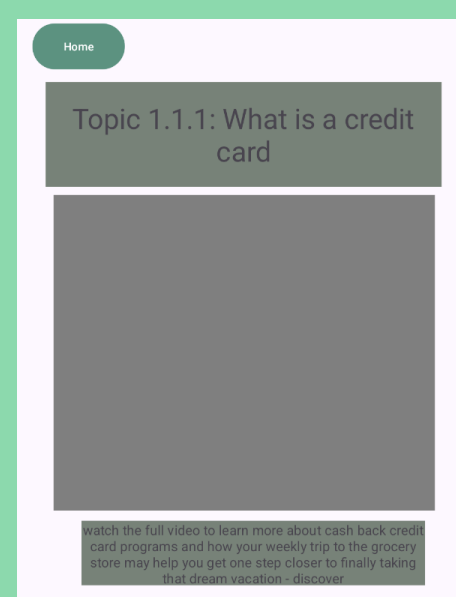 Home
Topic 1.1.1: What is a credit
card
watch the full video to learn more about cash back credit
card programs and how your weekly trip to the grocery
store may help you get one step closer to finally taking
that dream vacation - discover